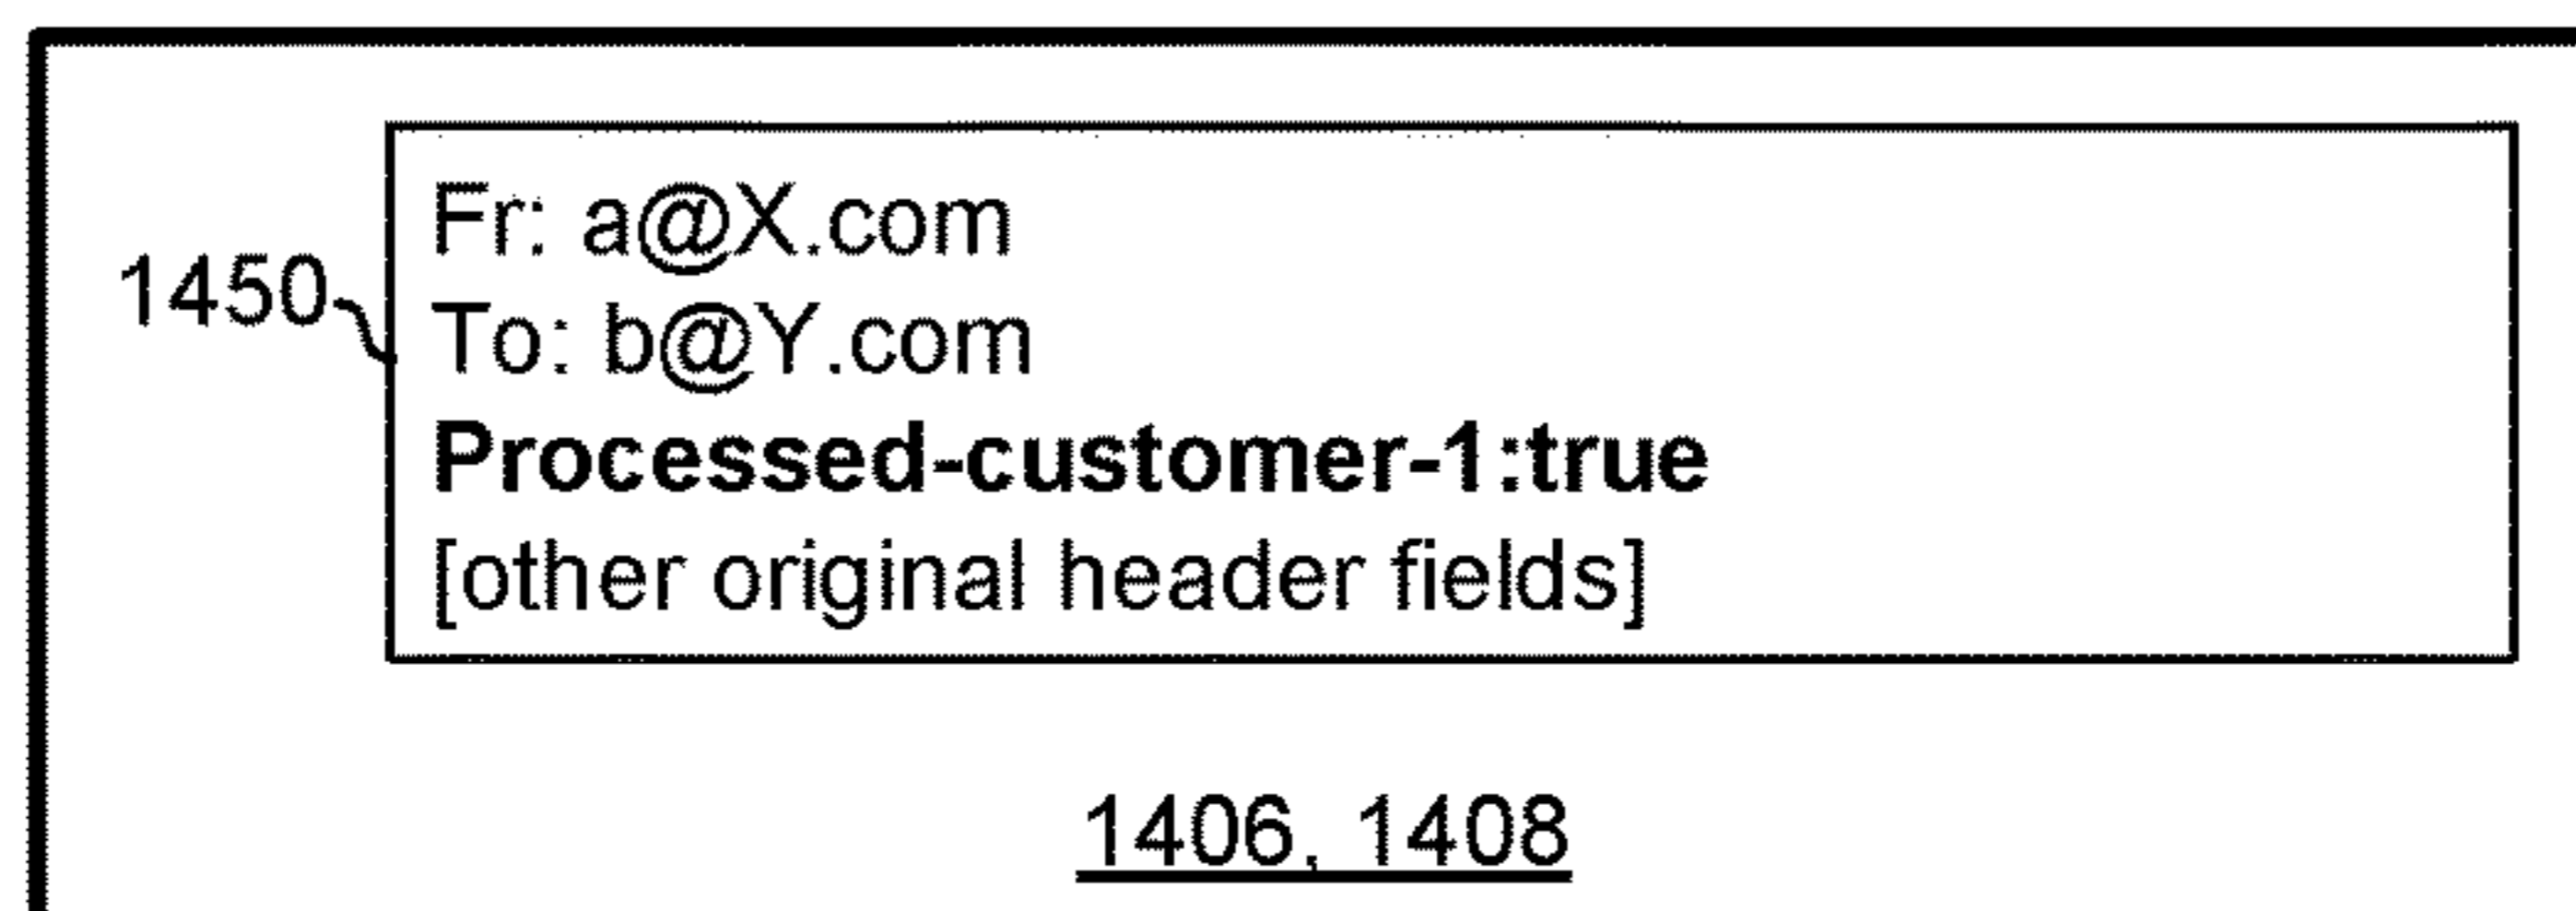 Fr: a@X.com
1450
To: b@Y.com
Processed-customer-1:true
[other original header fields]
1406, 1408